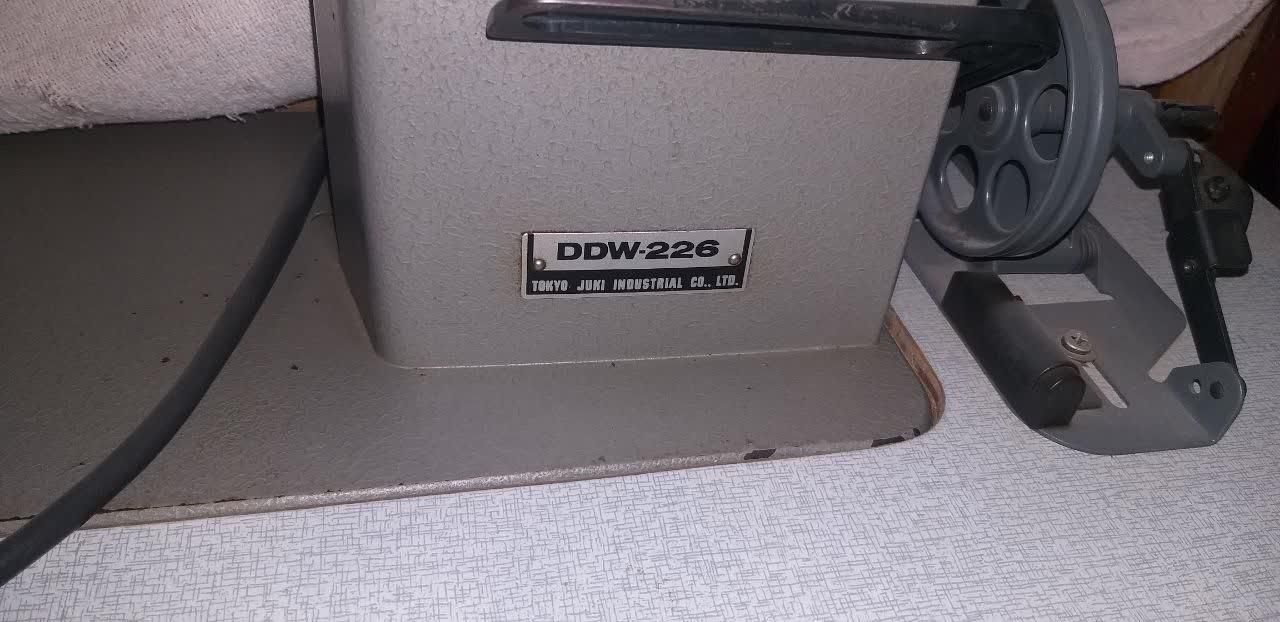 DDW-226
TOKYO JUKI INDUSTRIAL CO., LTD.